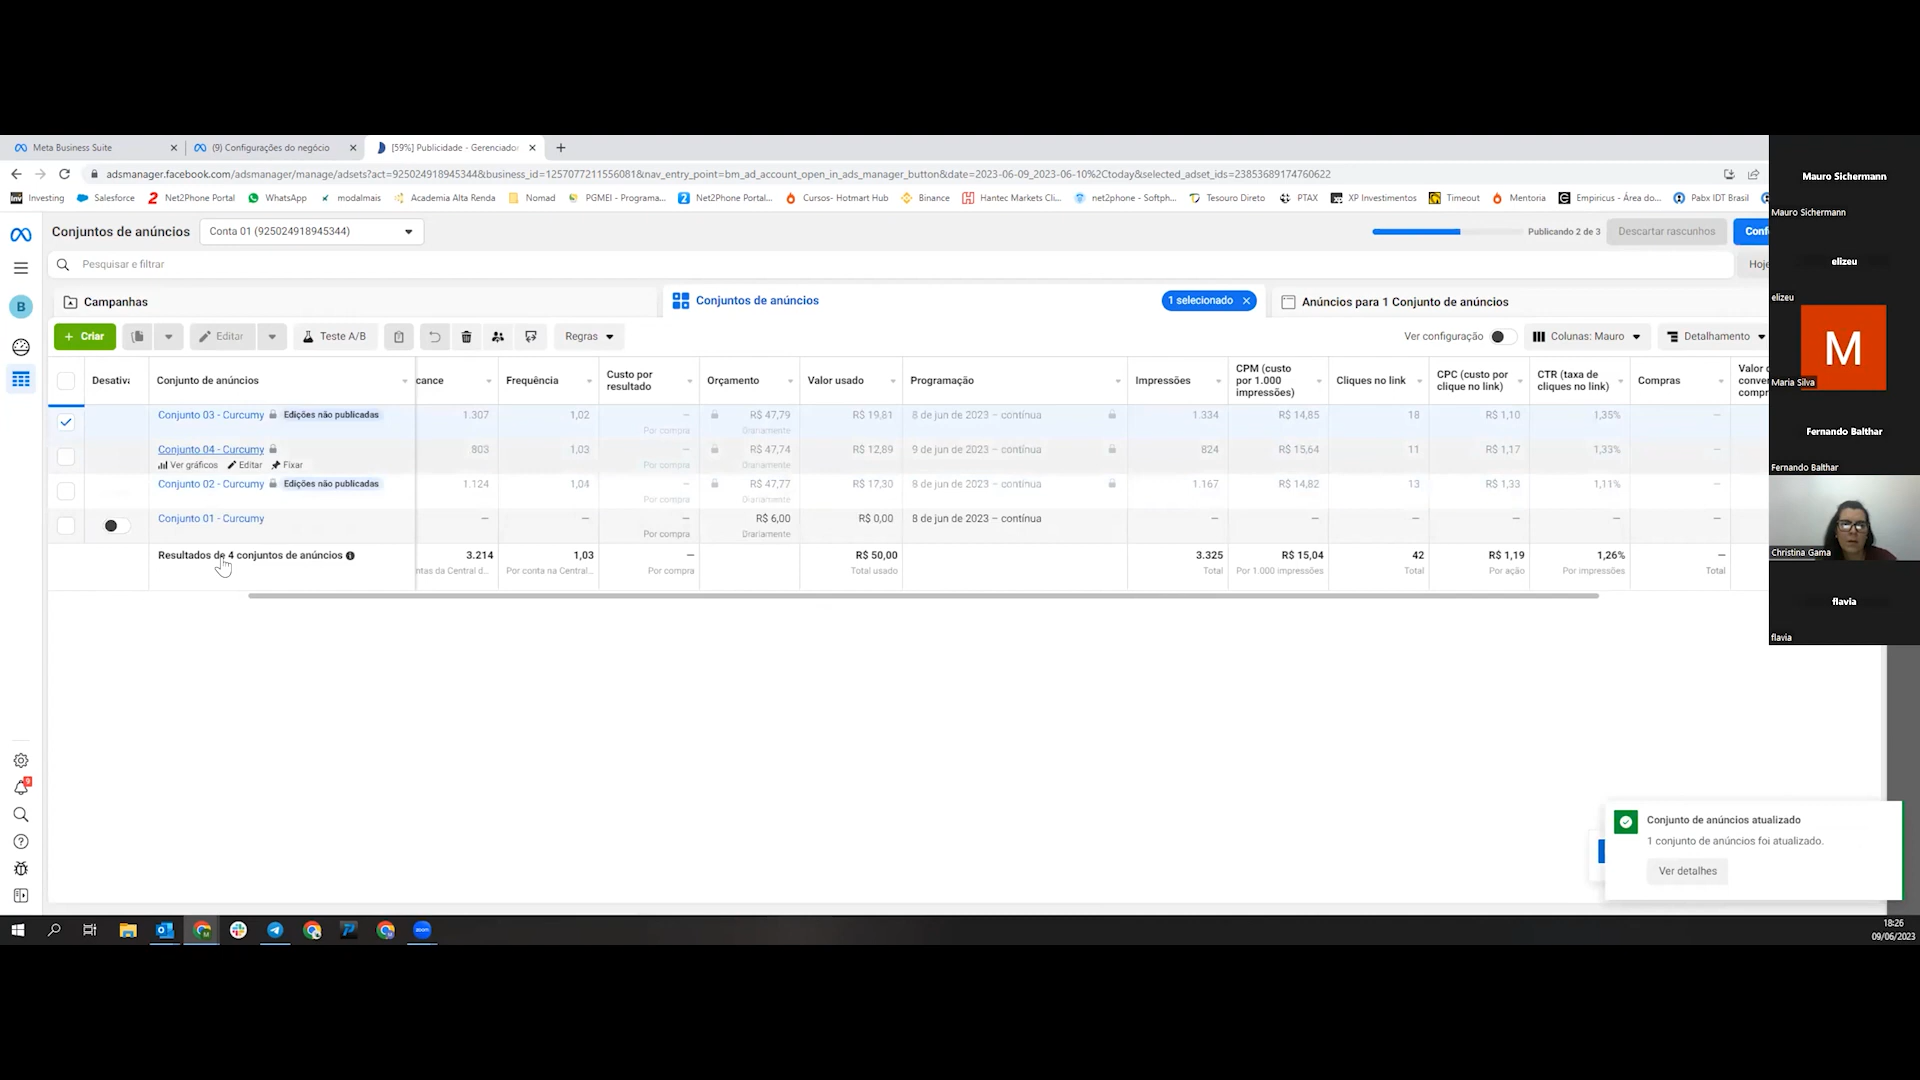 Meta Business Suite
(9) Configurações do negócio
[59%] Publicidade - Gerenciador
adsmanager.facebook.com/adsmanager/manage/adsets?act=925024918945344&business_id=1257077211556081&nav_entry_point=bm_ad_account_open_in_ads_manager_button&date=2023-06-09_2023-06-10%2Ctoday&selected_adset_ids=23853689174760622
Inv Investing
Salesforce
2 Net2Phone Portal
WhatsApp
modalmais
Academia Alta Renda
Nomad
PGMEI - Programa...
2 Net2Phone Portal...
Cursos- Hotmart Hub
Binance
Hantec Markets Cli...
net2phone - Softph...
Tesouro Direto
PTAX
XP Investimentos
Timeout
Mentoria
Empiricus - Área do...
Pabx IDT Brasil
Conjuntos de anúncios
Conta 01 (925024918945344)
Publicando 2 de 3
Descartar rascunhos
Conf
Pesquisar e filtrar
Hoje
B
Campanhas
Conjuntos de anúncios
1 selecionado
Anúncios para 1 Conjunto de anúncios
+ Criar
Editar
Teste A/B
Regras
Ver configuração
Colunas: Mauro
Detalhamento
Desativ
Conjunto de anúncios
cance
Frequência
Custo por resultado
Orçamento
Valor usado
Programação
Impressões
CPM (custo por 1.000 impressões)
Cliques no link
CPC (custo por clique no link)
CTR (taxa de cliques no link)
Compras
Valor conver comp
Conjunto 03 - Curcumy Edições não publicadas 1.307 1,02 — R$ 47,79 R$ 19,81 8 de jun de 2023 – contínua 1.334 R$ 14,85 18 R$ 1,10 1,35% —
Por compra Diariamente
Conjunto 04 - Curcumy 803 1,03 — R$ 47,74 R$ 12,89 9 de jun de 2023 – contínua 824 R$ 15,64 11 R$ 1,17 1,33% —
Ver gráficos Editar Fixar Por compra Diariamente
Conjunto 02 - Curcumy Edições não publicadas 1.124 1,04 — R$ 47,77 R$ 17,30 8 de jun de 2023 – contínua 1.167 R$ 14,82 13 R$ 1,33 1,11% —
Por compra Diariamente
Conjunto 01 - Curcumy — — — R$ 6,00 R$ 0,00 8 de jun de 2023 – contínua — — — — — —
Por compra Diariamente
Resultados de 4 conjuntos de anúncios 3.214 1,03 — R$ 50,00 3.325 R$ 15,04 42 R$ 1,19 1,26% —
ntas da Central d... Por conta na Central... Por compra Total usado Total Por 1.000 impressões Total Por ação Por impressões Total
Mauro Sichermann
Mauro Sichermann
elizeu
elizeu
M
Maria Silva
Fernando Balthar
Fernando Balthar
Christina Gama
flavia
flavia
Conjunto de anúncios atualizado
1 conjunto de anúncios foi atualizado.
Ver detalhes
zoom
18:26
09/06/2023